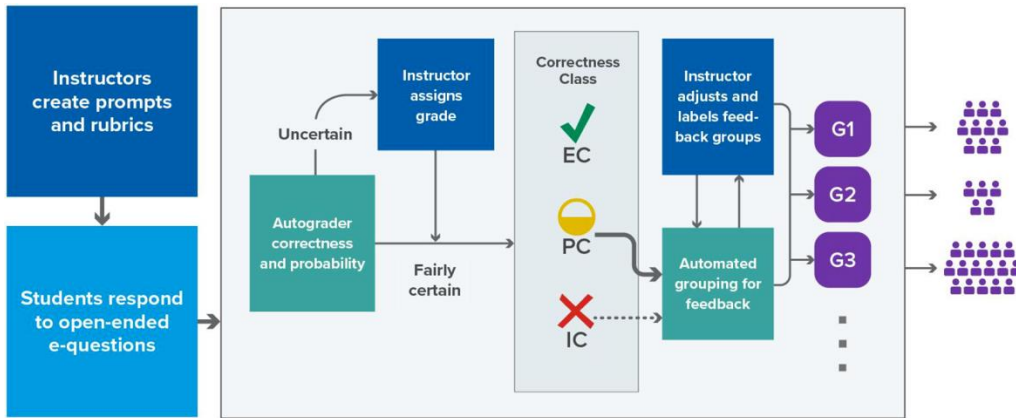 Instructors
create prompts
and rubrics
Students respond
to open-ended
e-questions
Uncertain
Autograder
correctness
and probability
Instructor
assigns
grade
Fairly
certain
Correctness
Class
EC
PC
IC
Instructor
adjusts and
labels feed-
back groups
Automated
grouping for
feedback
G1
G2
G3